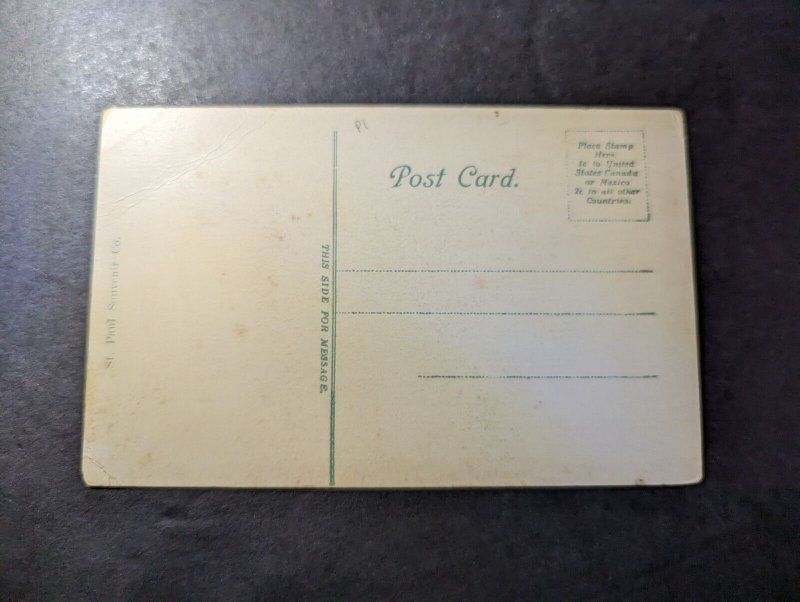 P1
Post Card.
Place Stamp
Here.
1c to United
States Canada
or Mexico
2c in all other
Countries.
THIS SIDE FOR MESSAGE.
St. Paul Souvenir Co.